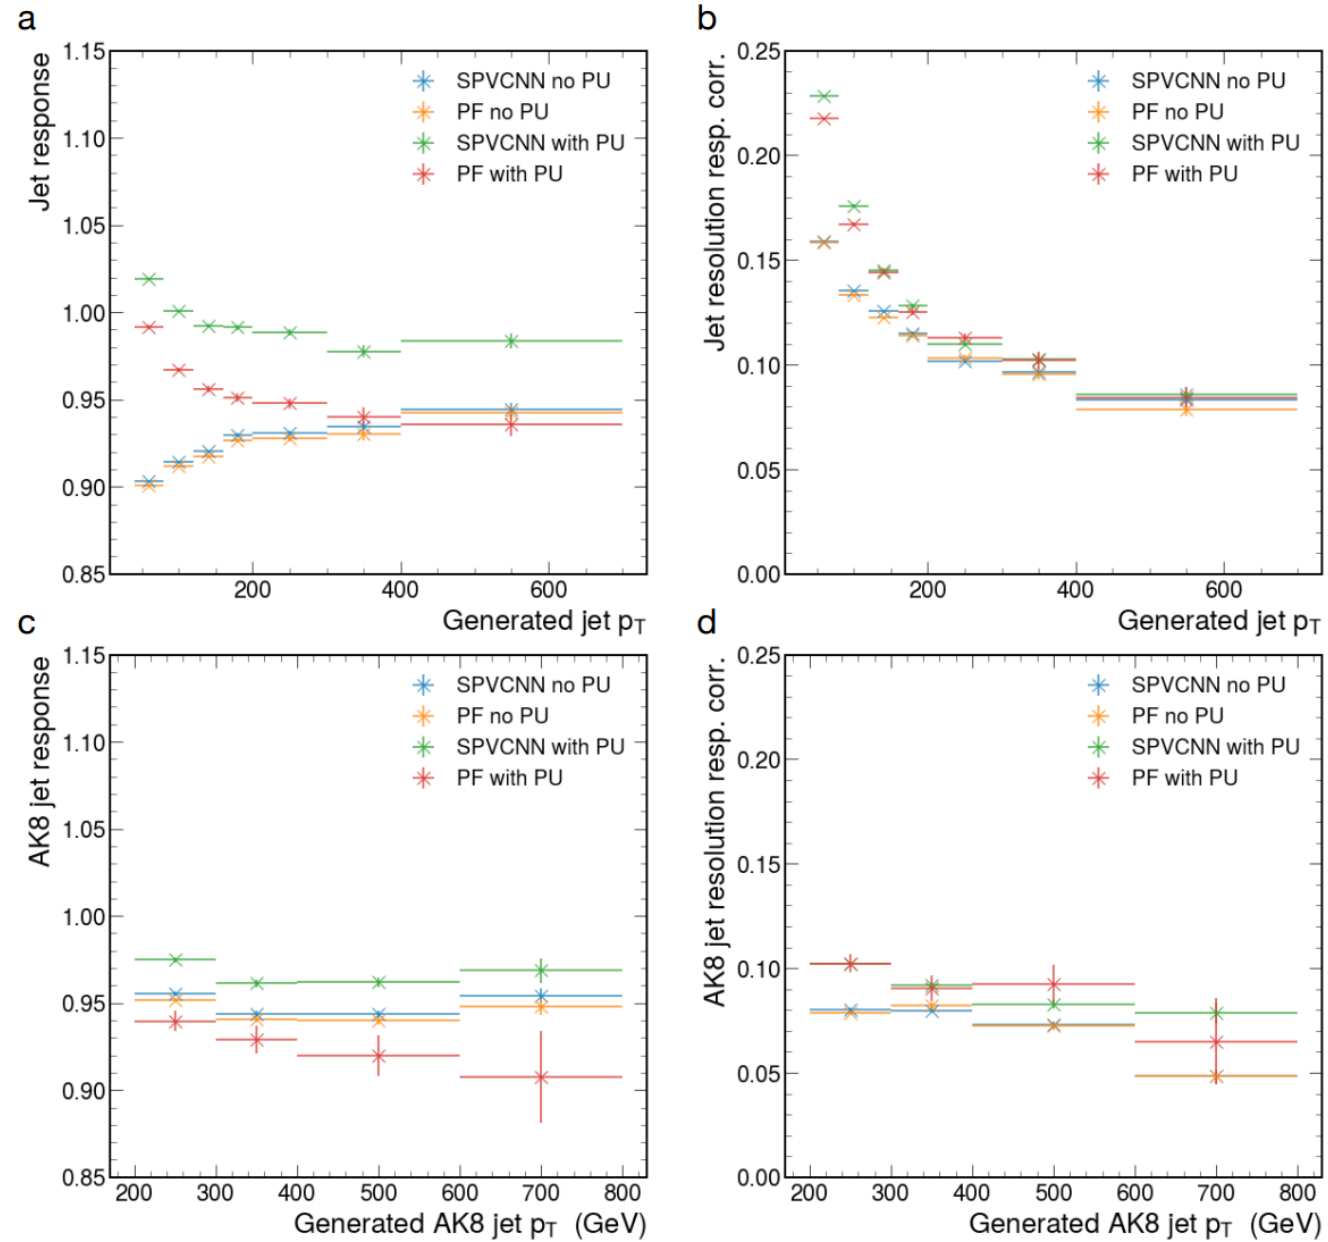 a
1.15
1.10
1.05
1.00
0.95
0.90
0.85
200
400
600
Jet response
Generated jet pT
SPVCNN no PU
PF no PU
SPVCNN with PU
PF with PU
b
0.25
0.20
0.15
0.10
0.05
0.00
200
400
600
Jet resolution resp. corr.
Generated jet pT
SPVCNN no PU
PF no PU
SPVCNN with PU
PF with PU
c
1.15
1.10
1.05
1.00
0.95
0.90
0.85
200
300
400
500
600
700
800
AK8 jet response
Generated AK8 jet pT (GeV)
SPVCNN no PU
PF no PU
SPVCNN with PU
PF with PU
d
0.25
0.20
0.15
0.10
0.05
0.00
200
300
400
500
600
700
800
AK8 jet resolution resp. corr.
Generated AK8 jet pT (GeV)
SPVCNN no PU
PF no PU
SPVCNN with PU
PF with PU